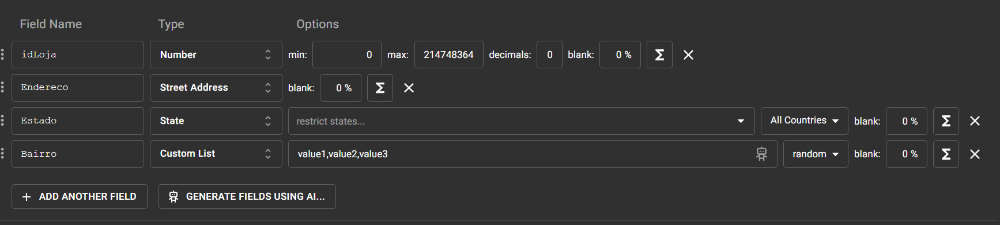 Field Name Type Options
idLoja Number min: 0 max: 214748364 decimals: 0 blank: 0 % Σ
Endereco Street Address blank: 0 % Σ
Estado State restrict states... All Countries blank: 0 % Σ
Bairro Custom List value1,value2,value3 random blank: 0 % Σ
+ ADD ANOTHER FIELD GENERATE FIELDS USING AI...